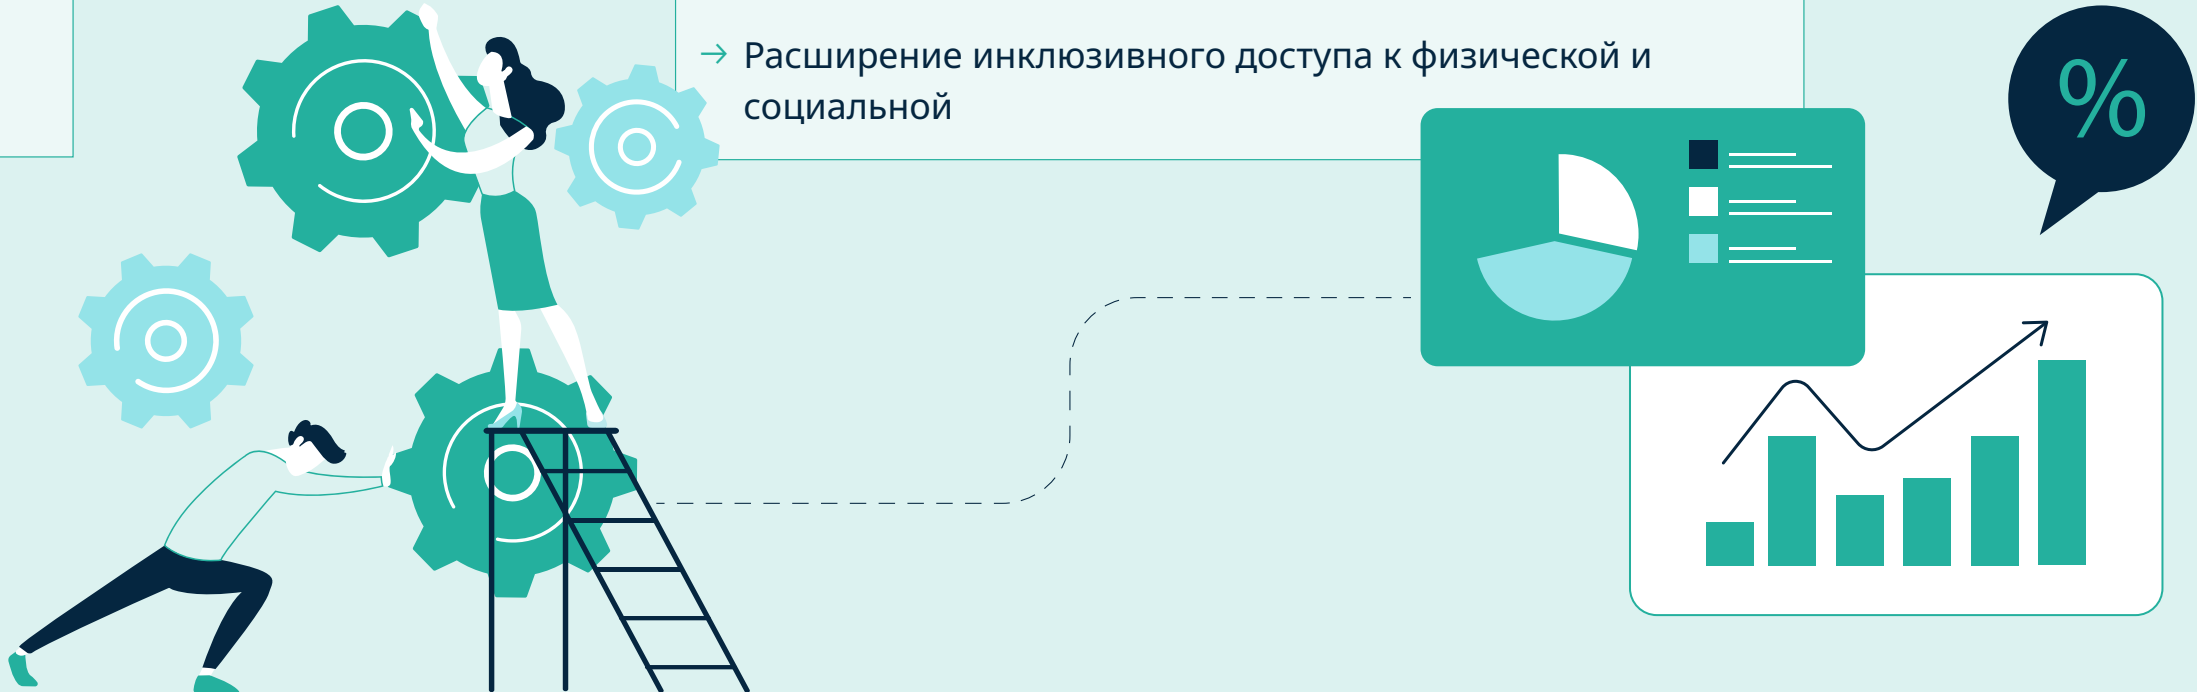 → Расширение инклюзивного доступа к физической и
социальной
%